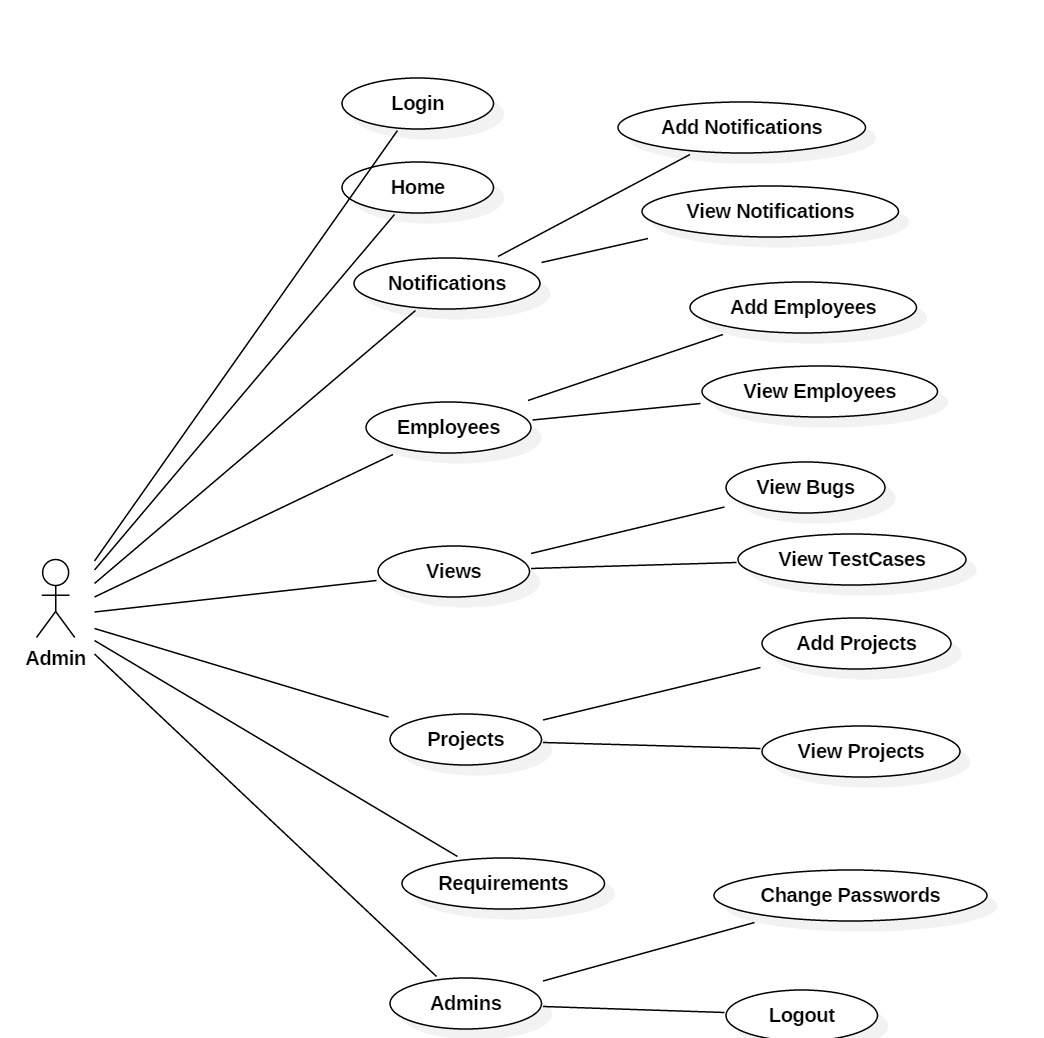 Login
Add Notifications
Home
View Notifications
Notifications
Add Employees
View Employees
Employees
View Bugs
View TestCases
Views
Add Projects
Admin
Projects
View Projects
Requirements
Change Passwords
Admins
Logout